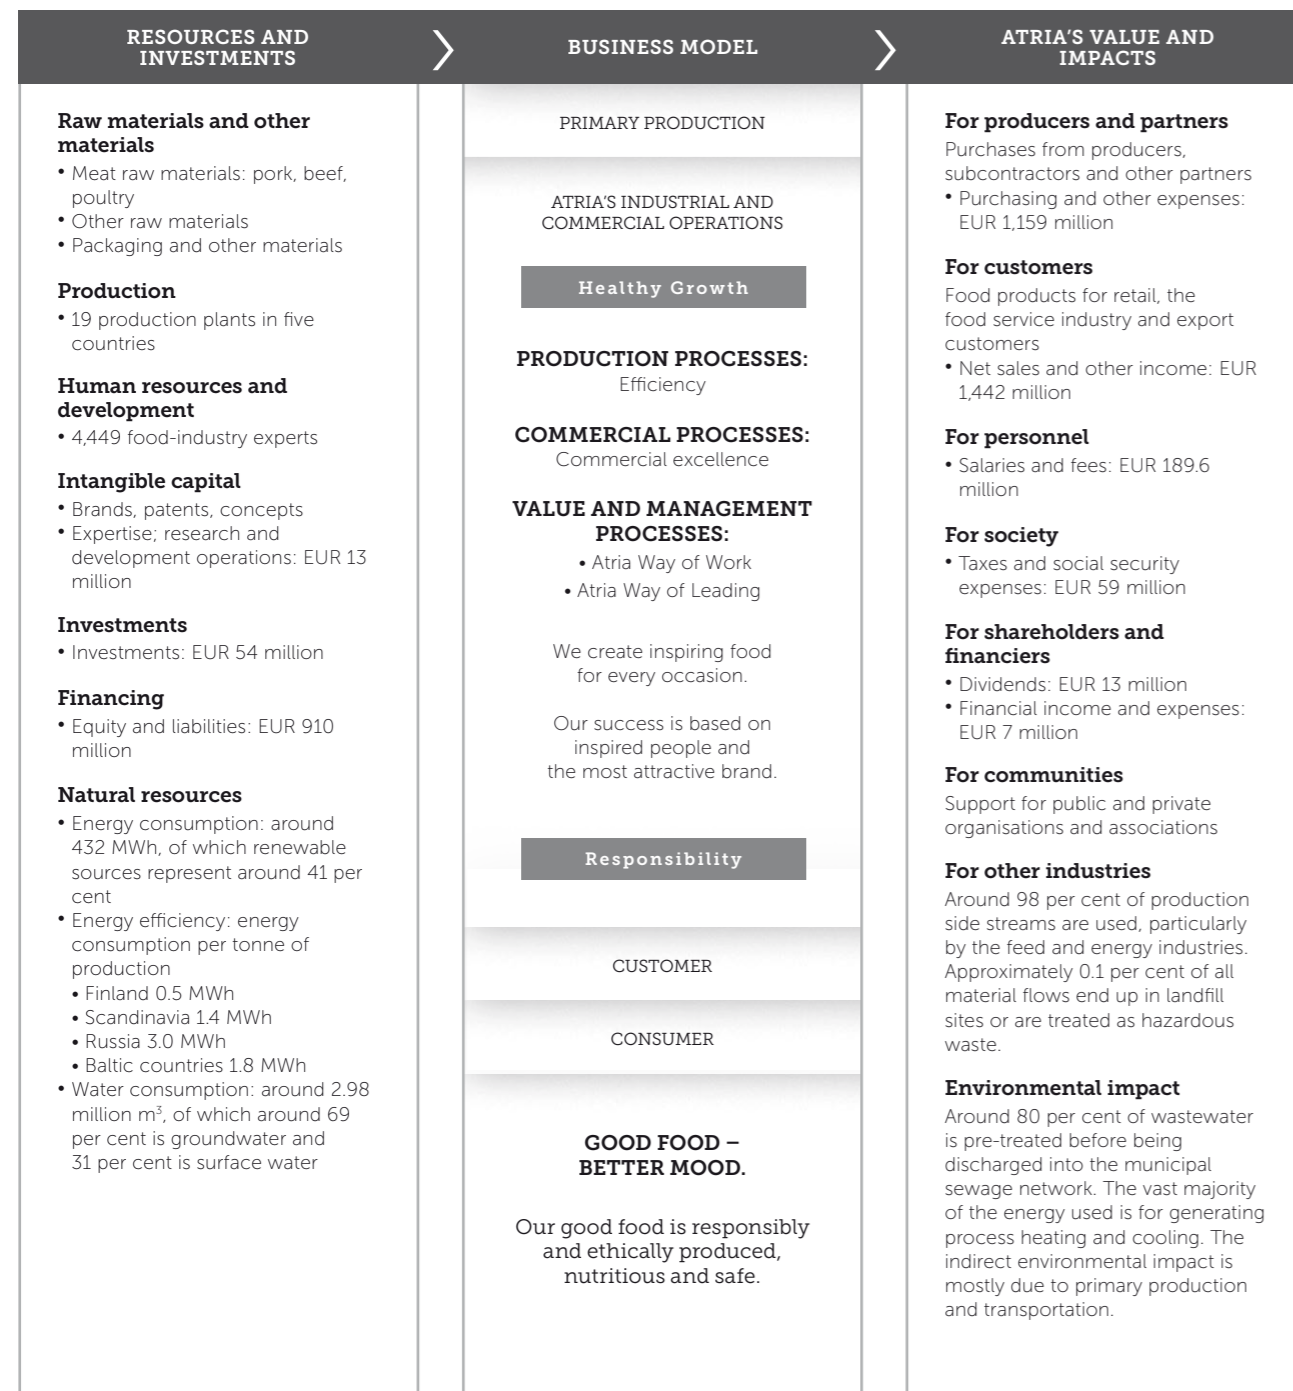 RESOURCES AND
INVESTMENTS
Raw materials and other
materials
• Meat raw materials: pork, beef,
poultry
• Other raw materials
• Packaging and other materials
Production
• 19 production plants in five
countries
Human resources and
development
• 4,449 food-industry experts
Intangible capital
• Brands, patents, concepts
• Expertise; research and
development operations: EUR 13
million
Investments
• Investments: EUR 54 million
Financing
• Equity and liabilities: EUR 910
million
Natural resources
• Energy consumption: around
432 MWh, of which renewable
sources represent around 41 per
cent
• Energy efficiency: energy
consumption per tonne of
production
• Finland 0.5 MWh
• Scandinavia 1.4 MWh
• Russia 3.0 MWh
• Baltic countries 1.8 MWh
• Water consumption: around 2.98
million m³, of which around 69
per cent is groundwater and
31 per cent is surface water
BUSINESS MODEL
PRIMARY PRODUCTION
ATRIA'S INDUSTRIAL AND
COMMERCIAL OPERATIONS
Healthy Growth
PRODUCTION PROCESSES:
Efficiency
COMMERCIAL PROCESSES:
Commercial excellence
VALUE AND MANAGEMENT
PROCESSES:
• Atria Way of Work
• Atria Way of Leading
We create inspiring food
for every occasion.
Our success is based on
inspired people and
the most attractive brand.
Responsibility
CUSTOMER
CONSUMER
GOOD FOOD –
BETTER MOOD.
Our good food is responsibly
and ethically produced,
nutritious and safe.
ATRIA'S VALUE AND
IMPACTS
For producers and partners
Purchases from producers,
subcontractors and other partners
• Purchasing and other expenses:
EUR 1,159 million
For customers
Food products for retail, the
food service industry and export
customers
• Net sales and other income: EUR
1,442 million
For personnel
• Salaries and fees: EUR 189.6
million
For society
• Taxes and social security
expenses: EUR 59 million
For shareholders and
financiers
• Dividends: EUR 13 million
• Financial income and expenses:
EUR 7 million
For communities
Support for public and private
organisations and associations
For other industries
Around 98 per cent of production
side streams are used, particularly
by the feed and energy industries.
Approximately 0.1 per cent of all
material flows end up in landfill
sites or are treated as hazardous
waste.
Environmental impact
Around 80 per cent of wastewater
is pre-treated before being
discharged into the municipal
sewage network. The vast majority
of the energy used is for generating
process heating and cooling. The
indirect environmental impact is
mostly due to primary production
and transportation.